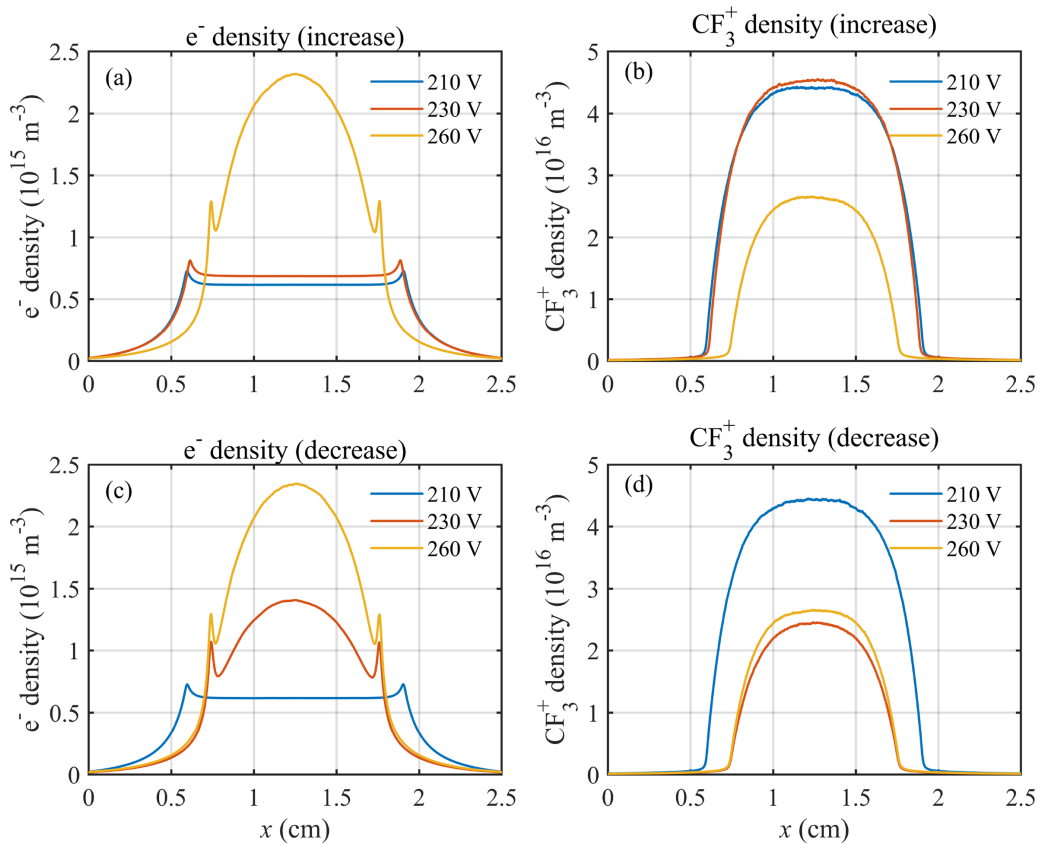 e⁻ density (increase)
(a)
210 V
230 V
260 V
e⁻ density (10¹⁵ m⁻³)
2.5
2
1.5
1
0.5
0
0 0.5 1 1.5 2 2.5
CF₃⁺ density (increase)
(b)
210 V
230 V
260 V
CF₃⁺ density (10¹⁶ m⁻³)
5
4
3
2
1
0
0 0.5 1 1.5 2 2.5
e⁻ density (decrease)
(c)
210 V
230 V
260 V
e⁻ density (10¹⁵ m⁻³)
2.5
2
1.5
1
0.5
0
0 0.5 1 1.5 2 2.5
x (cm)
CF₃⁺ density (decrease)
(d)
210 V
230 V
260 V
CF₃⁺ density (10¹⁶ m⁻³)
5
4
3
2
1
0
0 0.5 1 1.5 2 2.5
x (cm)